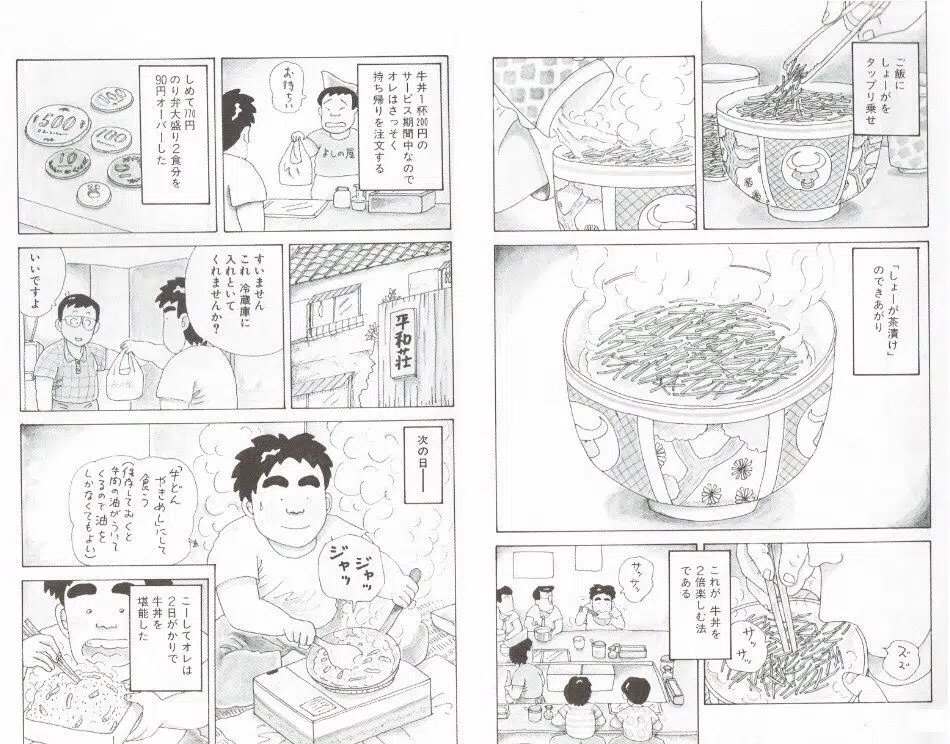 ご飯に
しょーがを
タップリ乗せ
「しょーが茶漬け」
のできあがり
ズズ
サッ
サッ
これが 牛丼を
2倍楽しむ法
である
サッサッ
牛丼1杯200円の
サービス期間中なので
オレはさっそく
持ち帰りを注文する
お待ちぃ
よしの屋
しめて770円
のり弁大盛り2食分を
90円オーバーした
100
500
100
10
平和荘
すいません
これ 冷蔵庫に
入れといて
くれませんか?
いいですよ
次の日――
ジャッ
ジャッ
「牛どん
やきめし」にして
食う
(保存しておくと
牛肉の油がういて
くるので油を
しかなくてもよい)
こーしてオレは
2日がかりで
牛丼を
堪能した